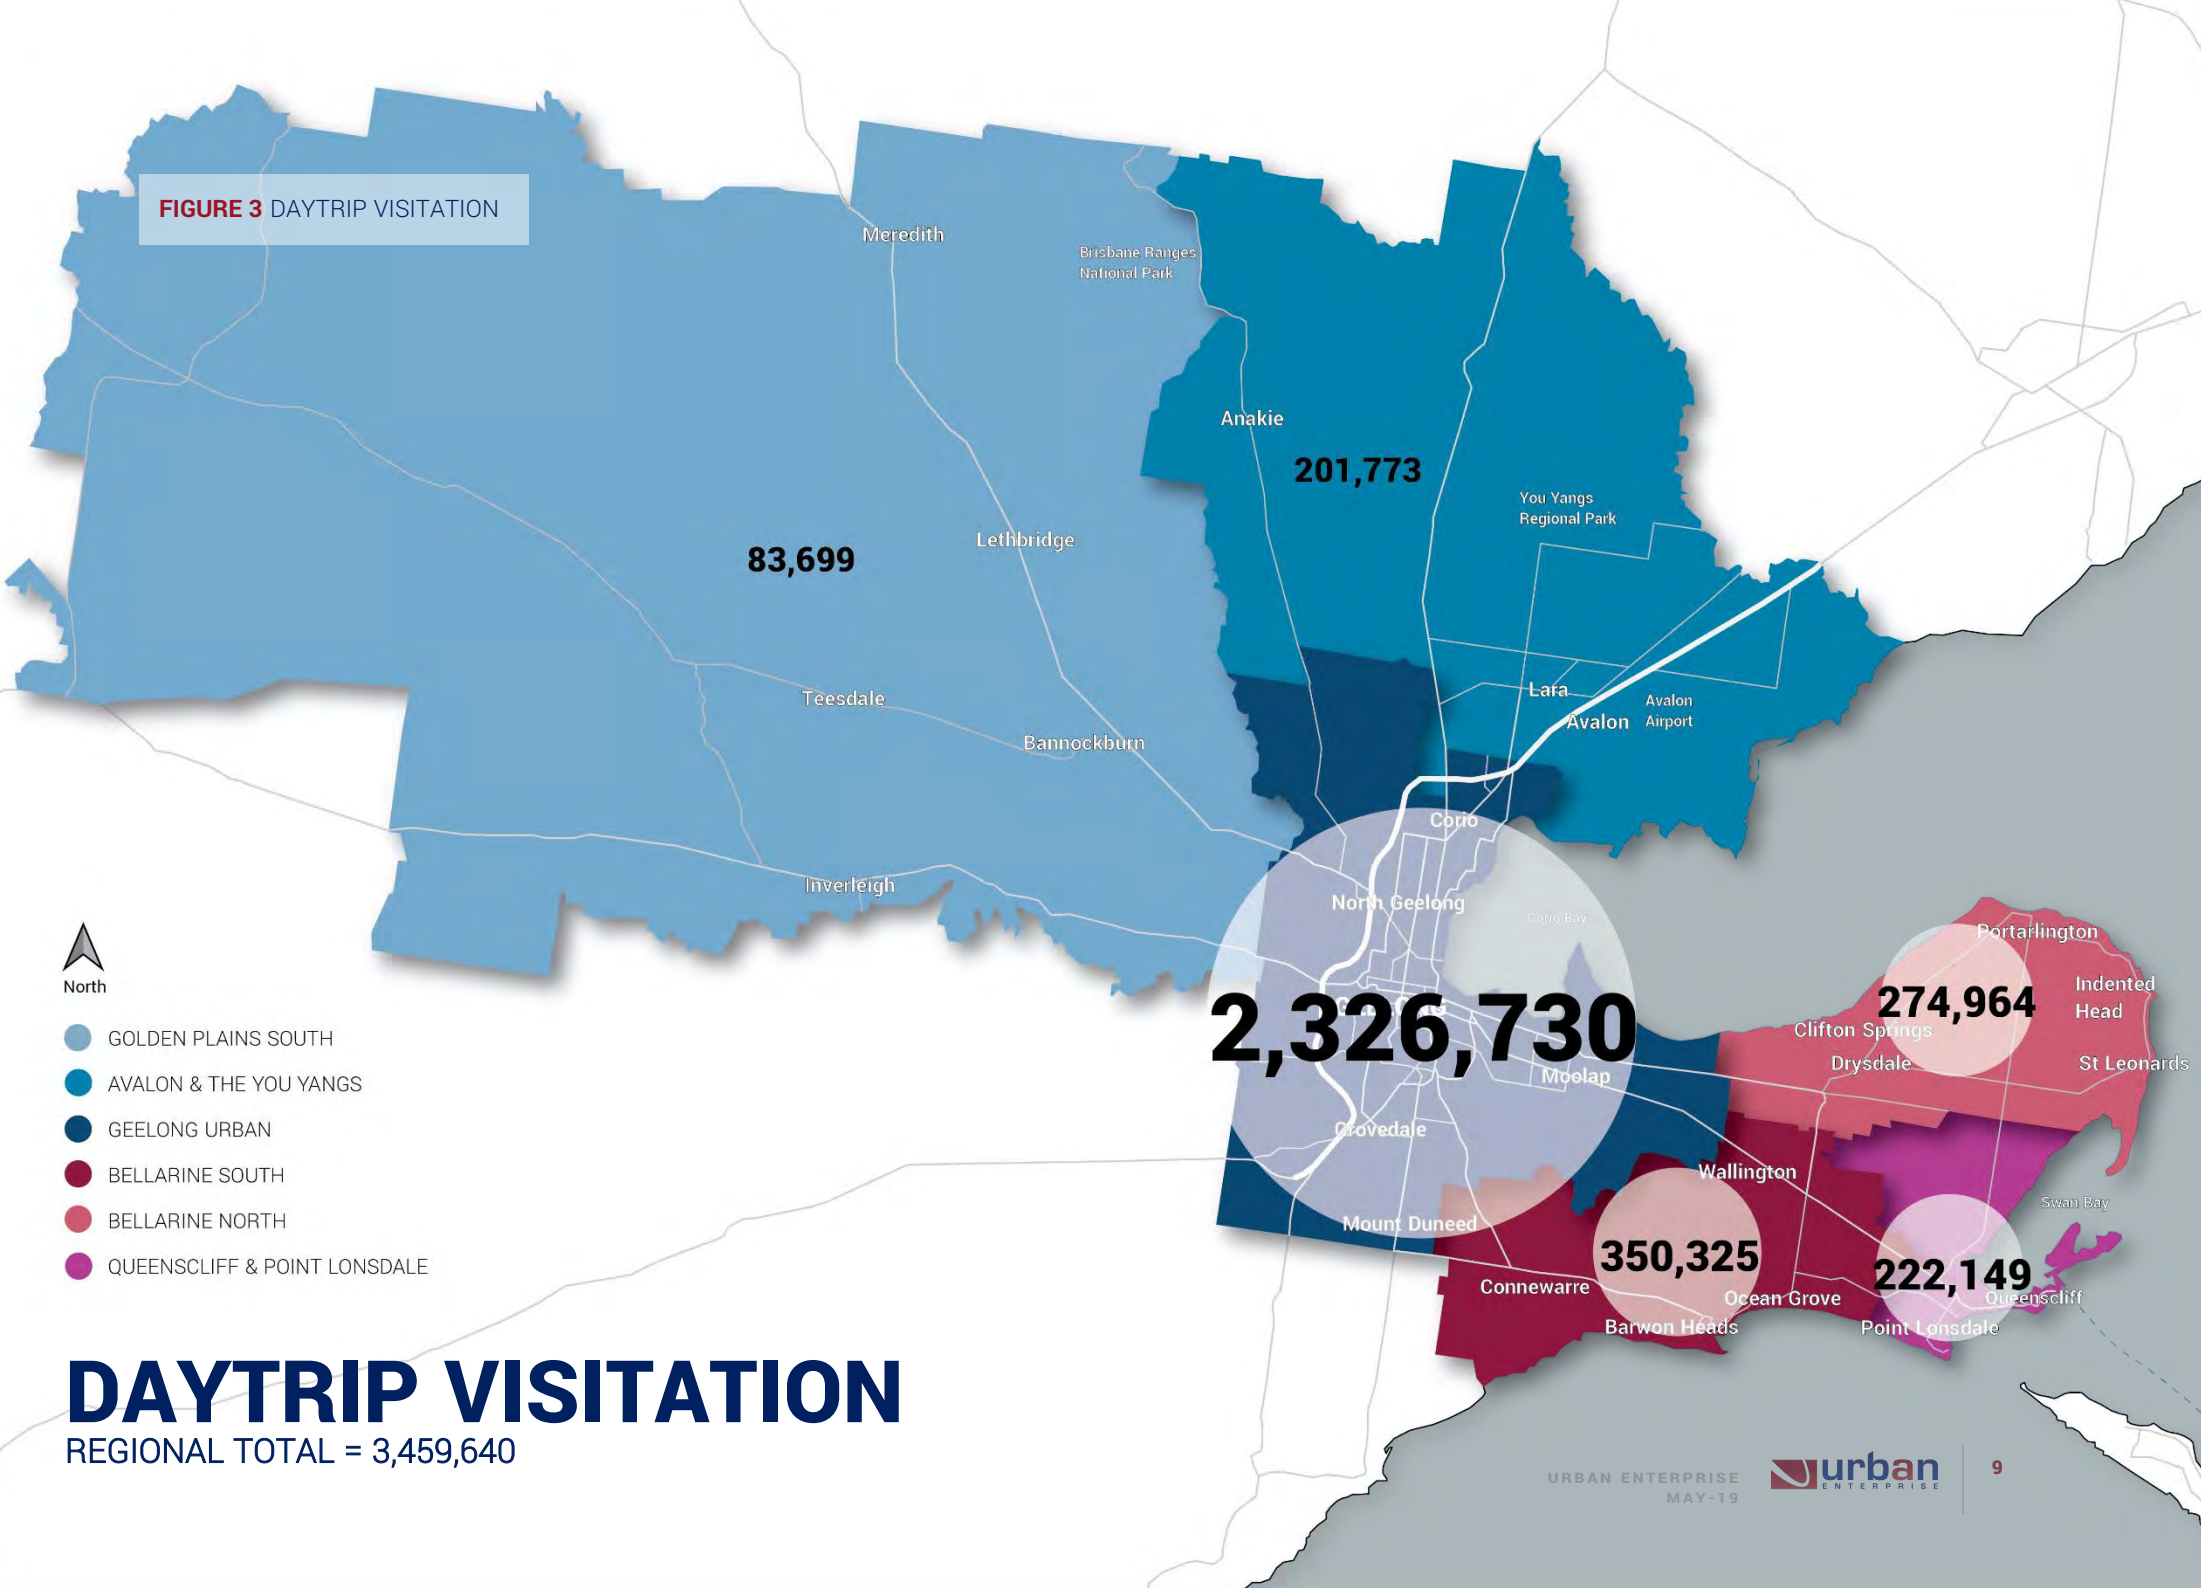 FIGURE 3 DAYTRIP VISITATION
Meredith
Brisbane Ranges
National Park
Anakie
201,773
You Yangs
Regional Park
Lethbridge
83,699
Lara
Avalon
Avalon
Airport
Teesdale
Bannockburn
Corio
Inverleigh
North Geelong
Corio Bay
Portarlington
Indented
Head
274,964
Clifton Springs
Drysdale
St Leonards
2,326,730
Moolap
Grovedale
Wallington
Swan Bay
Mount Duneed
350,325
222,149
Connewarre
Ocean Grove
Queenscliff
Barwon Heads
Point Lonsdale
North
GOLDEN PLAINS SOUTH
AVALON & THE YOU YANGS
GEELONG URBAN
BELLARINE SOUTH
BELLARINE NORTH
QUEENSCLIFF & POINT LONSDALE
DAYTRIP VISITATION
REGIONAL TOTAL = 3,459,640
URBAN ENTERPRISE
MAY-19
urban
ENTERPRISE
9